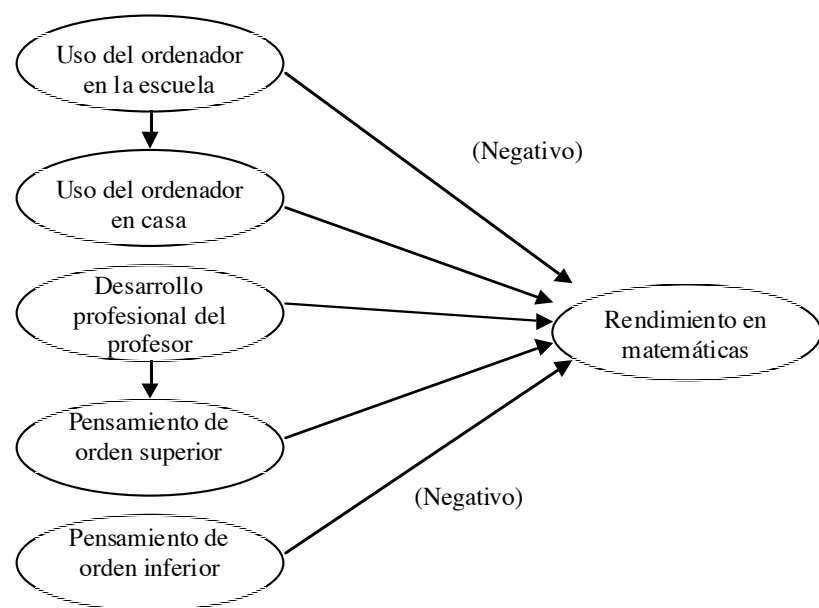 Uso del ordenador
en la escuela
(Negativo)
Uso del ordenador
en casa
Desarrollo
profesional del
profesor
Rendimiento en
matemáticas
Pensamiento de
orden superior
(Negativo)
Pensamiento de
orden inferior